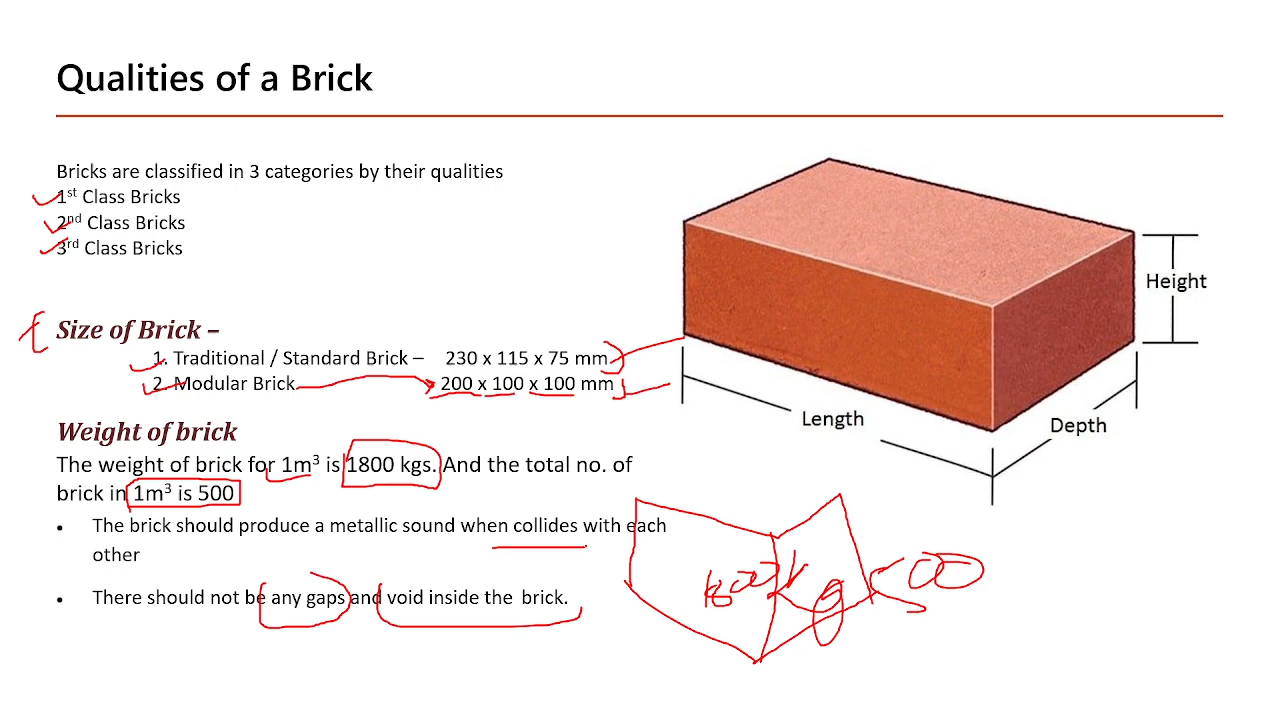 Qualities of a Brick
Bricks are classified in 3 categories by their qualities
1st Class Bricks
2nd Class Bricks
3rd Class Bricks
Size of Brick –
1. Traditional / Standard Brick – 230 x 115 x 75 mm
2. Modular Brick 200 x 100 x 100 mm
Weight of brick
The weight of brick for 1m³ is 1800 kgs. And the total no. of
brick in 1m³ is 500
• The brick should produce a metallic sound when collides with each
other
• There should not be any gaps and void inside the brick.
Height
Length
Depth
1800 kg 500